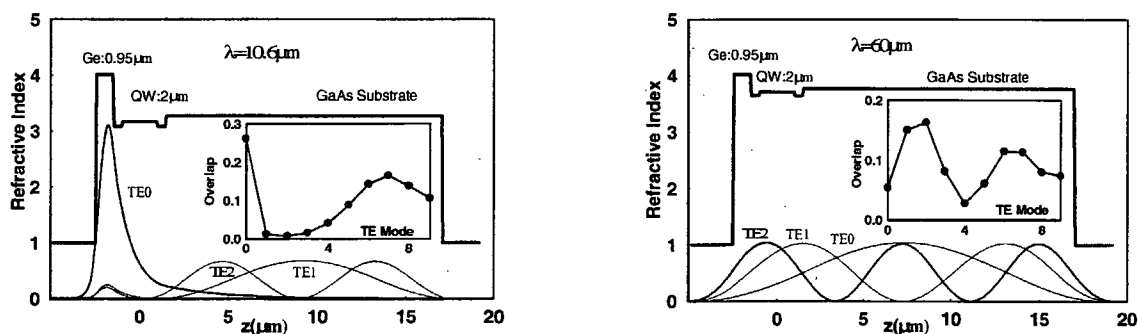 5
4
3
2
1
0
Refractive Index
Ge:0.95μm
λ=10.6μm
QW:2μm
GaAs Substrate
TE0
TE2
TE1
0.3
0.2
0.1
0.0
Overlap
0
4
8
TE Mode
0
5
10
15
20
z(μm)
5
4
3
2
1
0
Refractive Index
Ge:0.95μm
λ=60μm
QW:2μm
GaAs Substrate
0.2
0.1
0.0
Overlap
0
4
8
TE Mode
TE2
TE1
TE0
0
5
10
15
20
z(μm)